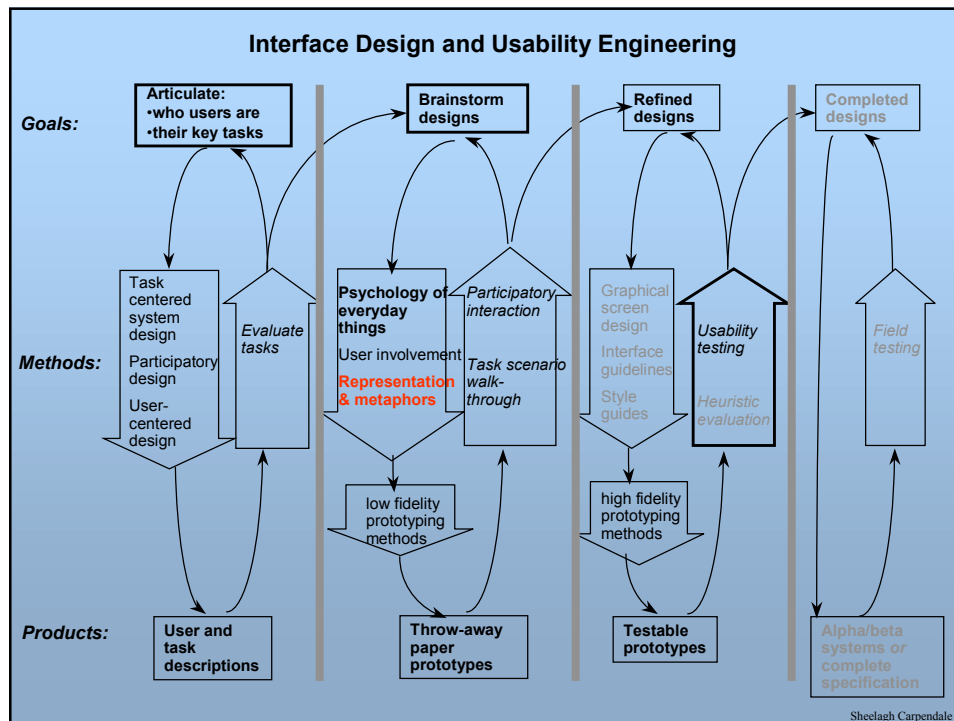 Interface Design and Usability Engineering
Goals:
Articulate:
•who users are
•their key tasks
Brainstorm
designs
Refined
designs
Completed
designs
Methods:
Task
centered
system
design
Participatory
design
User-
centered
design
Evaluate
tasks
Psychology of
everyday
things
User involvement
Representation
& metaphors
low fidelity
prototyping
methods
Participatory
interaction
Task scenario
walk-
through
Graphical
screen
design
Interface
guidelines
Style
guides
high fidelity
prototyping
methods
Usability
testing
Heuristic
evaluation
Field
testing
Products:
User and
task
descriptions
Throw-away
paper
prototypes
Testable
prototypes
Alpha/beta
systems or
complete
specification
Sheelagh Carpendale